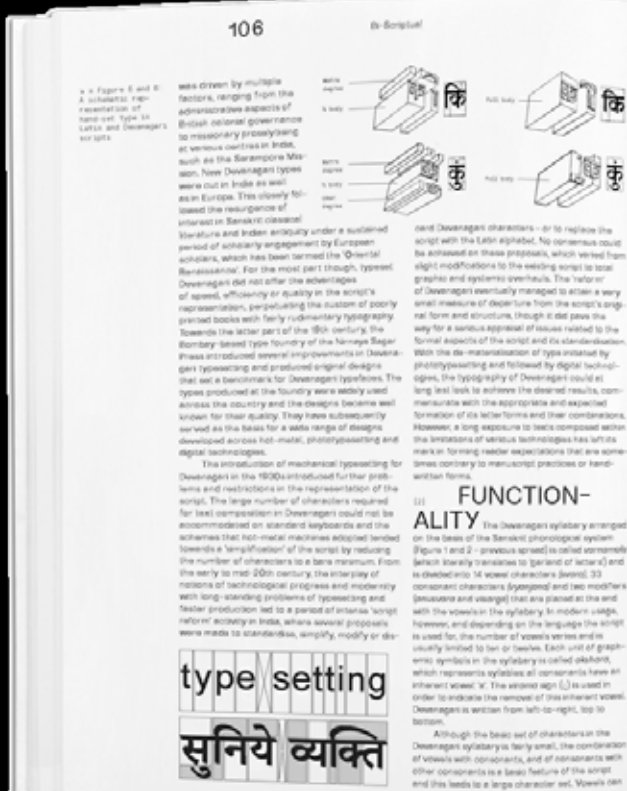 106
Bi-Scriptual
Figure 5 and 6:
A schematic rep-
resentation of
hand-set type in
Latin and Devanagari
scripts
was driven by multiple
factors, ranging from the
administrative aspects of
British colonial governance
to missionary proselytising
at various centres in India,
such as the Serampore Mis-
sion. New Devanagari types
were cut in India as well
as in Europe. This closely fol-
lowed the resurgence of
interest in Sanskrit classical
literature and Indian antiquity under a sustained
period of scholarly engagement by European
scholars, which has been termed the 'Oriental
Renaissance'. For the most part though, typeset
Devanagari did not offer the advantages
of speed, efficiency or quality in the script's
representation, perpetuating the custom of poorly
printed books with fairly rudimentary typography.
Towards the latter part of the 19th century, the
Bombay-based type foundry of the Nirnaya Sagar
Press introduced several improvements in Devana-
gari typesetting and produced original designs
that set a benchmark for Devanagari typefaces. The
types produced at the foundry were widely used
across the country and the designs became well
known for their quality. They have subsequently
served as the basis for a wide range of designs
developed across hot-metal, phototypesetting and
digital technologies.
The introduction of mechanical typesetting for
Devanagari in the 1930s introduced further prob-
lems and restrictions in the representation of the
script. The large number of characters required
for text composition in Devanagari could not be
accommodated on standard keyboards and the
schemes that hot-metal machines adopted tended
towards a 'simplification' of the script by reducing
the number of characters to a bare minimum. From
the early to mid-20th century, the interplay of
notions of technological progress and modernity
with long-standing problems of typesetting and
faster production led to a period of intense 'script
reform' activity in India, where several proposals
were made to standardise, simplify, modify or dis-
type setting
सुनिये व्यक्ति
कि
कि
full body
कुं
कुं
full body
card Devanagari characters – or to replace the
script with the Latin alphabet. No consensus could
be achieved on these proposals, which varied from
slight modifications to the existing script to total
graphic and systemic overhauls. The 'reform'
of Devanagari eventually managed to attain a very
small measure of departure from the script's origi-
nal form and structure, though it did pave the
way for a serious appraisal of issues related to the
formal aspects of the script and its standardisation.
With the de-materialisation of type initiated by
phototypesetting and followed by digital technol-
ogies, the typography of Devanagari could at
long last look to achieve the desired results, com-
mensurate with the appropriate and expected
formation of its letterforms and their combinations.
However, a long exposure to texts composed within
the limitations of various technologies has left its
mark in forming reader expectations that are some-
times contrary to manuscript practices or hand-
written forms.
[2] FUNCTION-
ALITY The Devanagari syllabary arranged
on the basis of the Sanskrit phonological system
(figure 1 and 2 – previous spread) is called varnamala
(which literally translates to 'garland of letters') and
is divided into 14 vowel characters (svara), 33
consonant characters (vyanjana) and two modifiers
(anusvara and visarga) that are placed at the end
with the vowels in the syllabary. In modern usage,
however, and depending on the language the script
is used for, the number of vowels varies and is
usually limited to ten or twelve. Each unit of graph-
emic symbols in the syllabary is called akshara,
which represents syllables all consonants have an
inherent vowel 'a'. The virama sign (्) is used in
order to indicate the removal of this inherent vowel.
Devanagari is written from left-to-right, top to
bottom.
Although the basic set of characters in the
Devanagari syllabary is fairly small, the combination
of vowels with consonants, and of consonants with
other consonants is a basic feature of the script
and this leads to a large character set. Vowels can